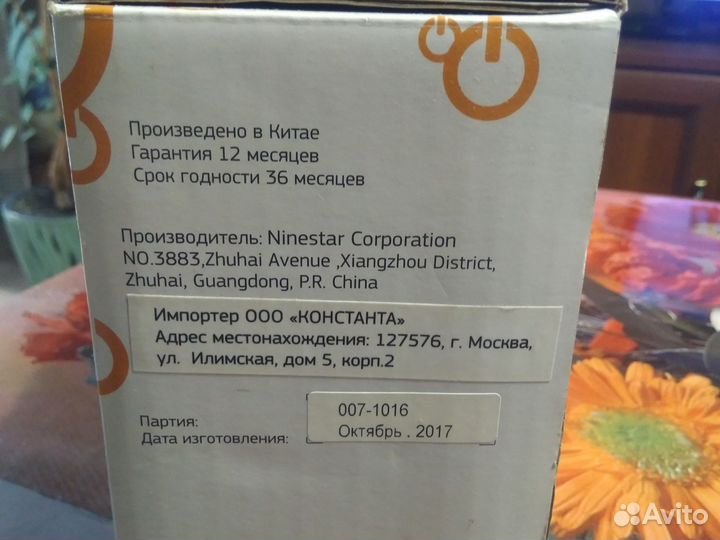 Произведено в Китае
Гарантия 12 месяцев
Срок годности 36 месяцев
Производитель: Ninestar Corporation
NO.3883,Zhuhai Avenue ,Xiangzhou District,
Zhuhai, Guangdong, P.R. China
Импортер ООО «КОНСТАНТА»
Адрес местонахождения: 127576, г. Москва,
ул. Илимская, дом 5, корп.2
Партия: 007-1016
Дата изготовления: Октябрь . 2017
Avito